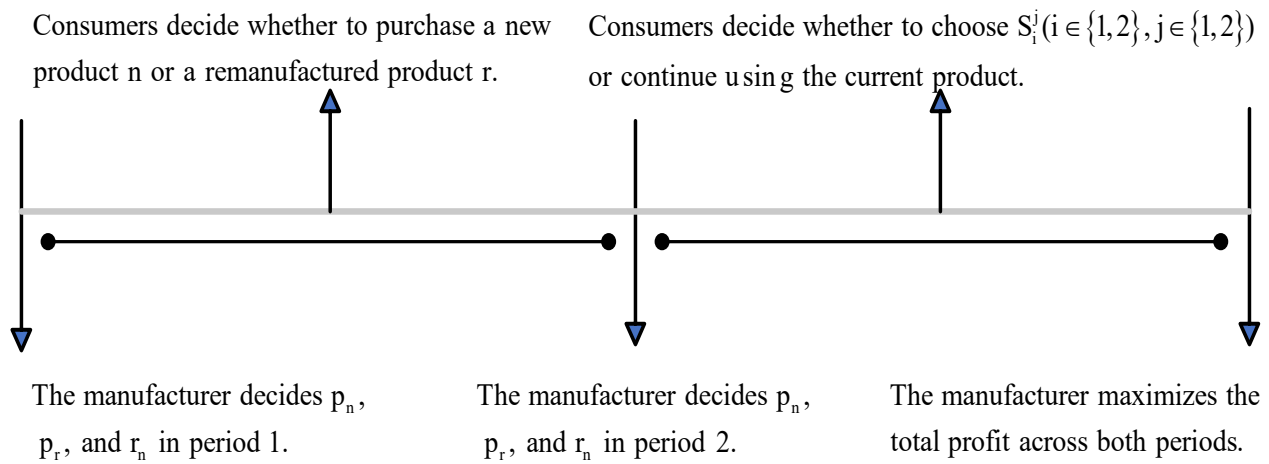 Consumers decide whether to purchase a new
product n or a remanufactured product r.
Consumers decide whether to choose S_i^j(i ∈ {1,2}, j ∈ {1,2})
or continue using the current product.
The manufacturer decides p_n,
p_r, and r_n in period 1.
The manufacturer decides p_n,
p_r, and r_n in period 2.
The manufacturer maximizes the
total profit across both periods.